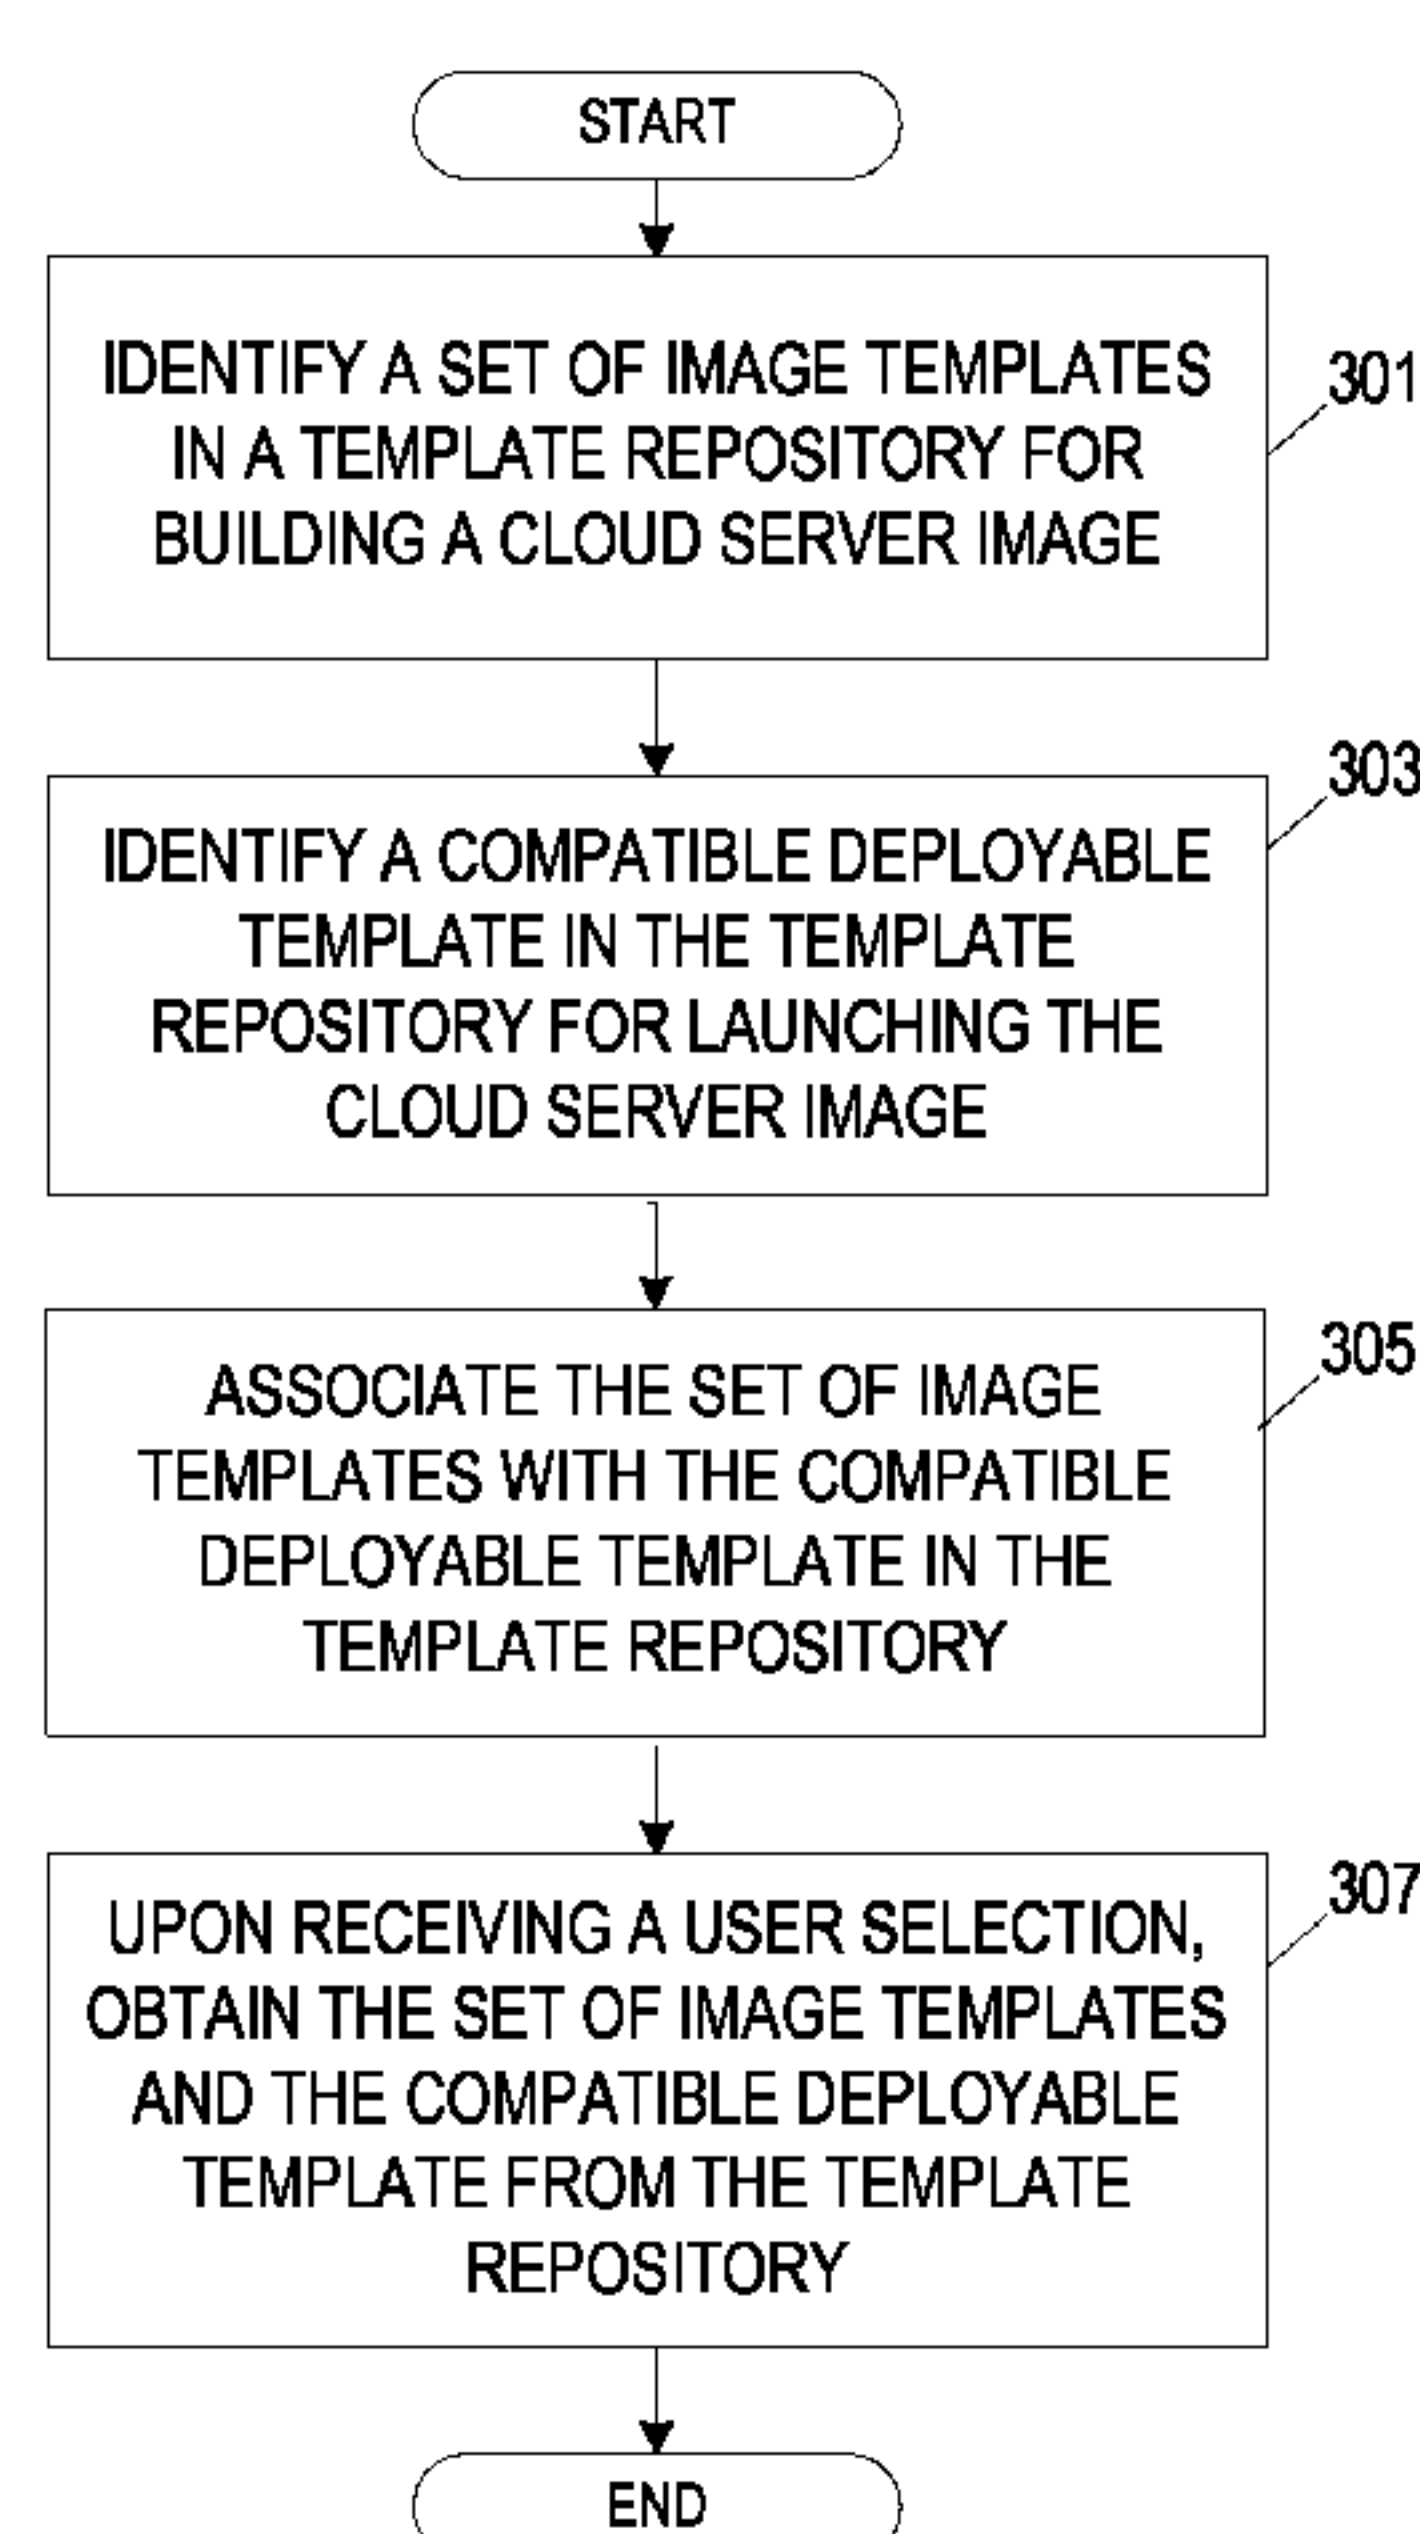 START
IDENTIFY A SET OF IMAGE TEMPLATES
IN A TEMPLATE REPOSITORY FOR
BUILDING A CLOUD SERVER IMAGE
301
IDENTIFY A COMPATIBLE DEPLOYABLE
TEMPLATE IN THE TEMPLATE
REPOSITORY FOR LAUNCHING THE
CLOUD SERVER IMAGE
303
ASSOCIATE THE SET OF IMAGE
TEMPLATES WITH THE COMPATIBLE
DEPLOYABLE TEMPLATE IN THE
TEMPLATE REPOSITORY
305
UPON RECEIVING A USER SELECTION,
OBTAIN THE SET OF IMAGE TEMPLATES
AND THE COMPATIBLE DEPLOYABLE
TEMPLATE FROM THE TEMPLATE
REPOSITORY
307
END